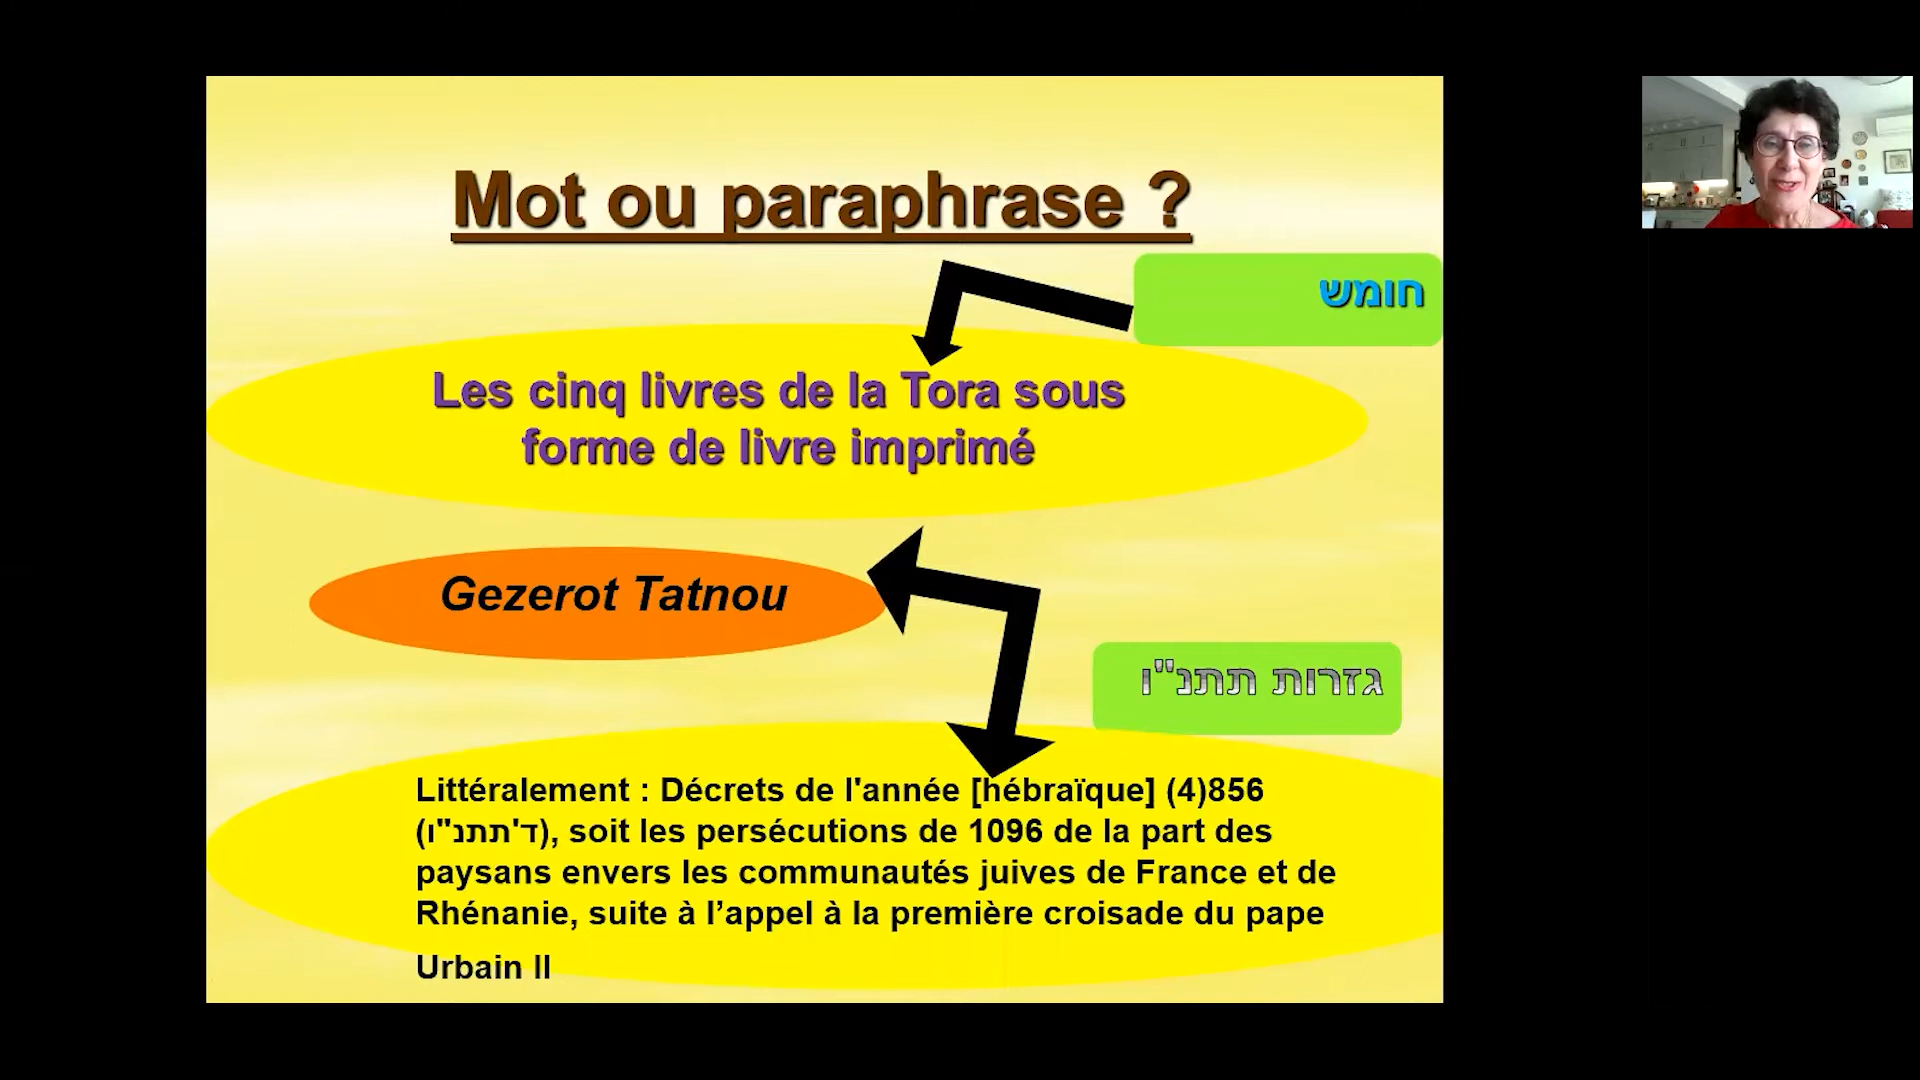 Mot ou paraphrase ?
חומש
Les cinq livres de la Tora sous
forme de livre imprimé
Gezerot Tatnou
גזרות תתנ"ו
Littéralement : Décrets de l'année [hébraïque] (4)856
(ד'תתנ"ו), soit les persécutions de 1096 de la part des
paysans envers les communautés juives de France et de
Rhénanie, suite à l’appel à la première croisade du pape
Urbain II